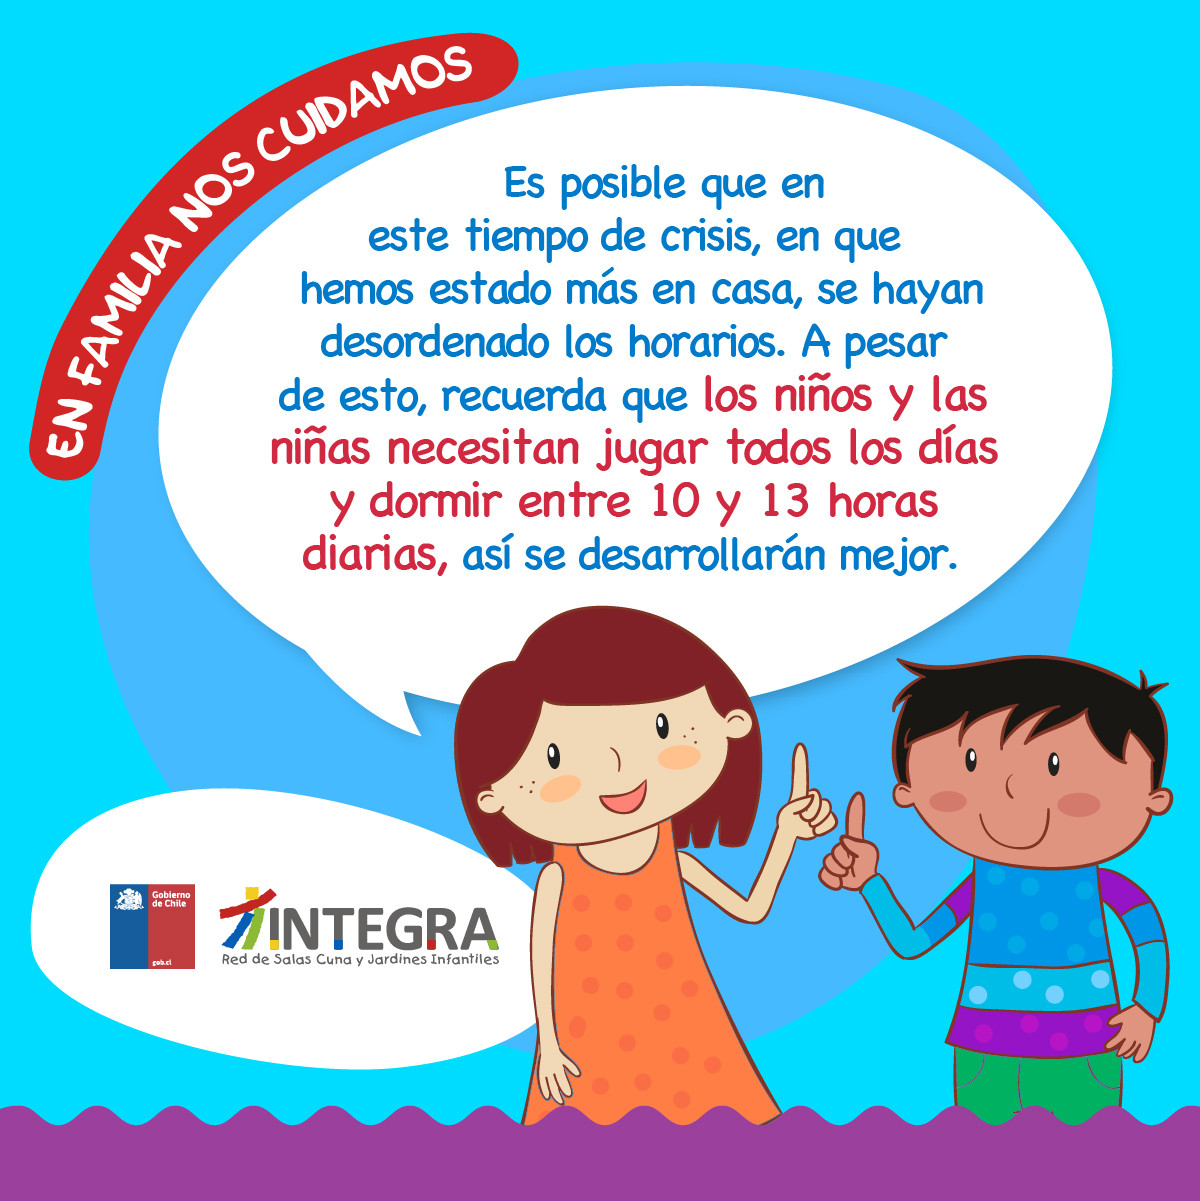 EN FAMILIA NOS CUIDAMOS
Es posible que en
este tiempo de crisis, en que
hemos estado más en casa, se hayan
desordenado los horarios. A pesar
de esto, recuerda que los niños y las
niñas necesitan jugar todos los días
y dormir entre 10 y 13 horas
diarias, así se desarrollarán mejor.
Gobierno
de Chile
gob.cl
INTEGRA
Red de Salas Cuna y Jardines Infantiles